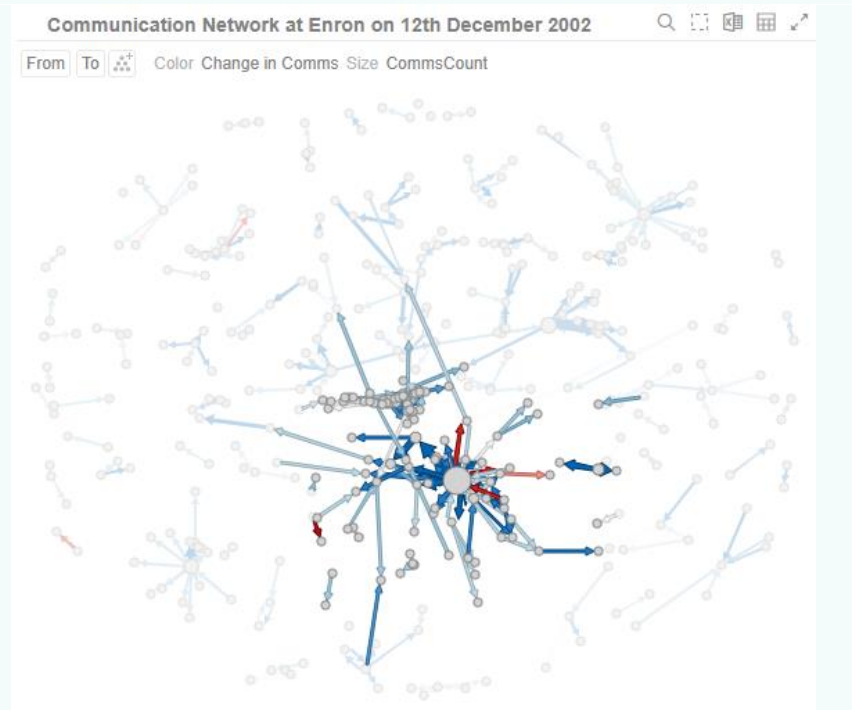 Communication Network at Enron on 12th December 2002
From To Color Change in Comms Size CommsCount